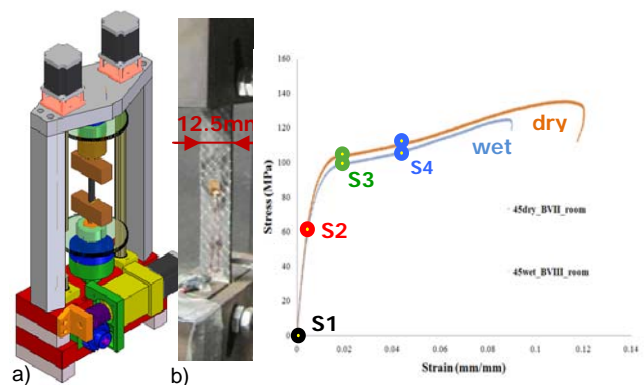 a)
b)
12.5mm
160
140
120
100
80
60
40
20
0
Stress (MPa)
S1
S2
S3
S4
dry
wet
45dry_BVII_room
45wet_BVIII_room
0 0.02 0.04 0.06 0.08 0.1 0.12 0.14
Strain (mm/mm)